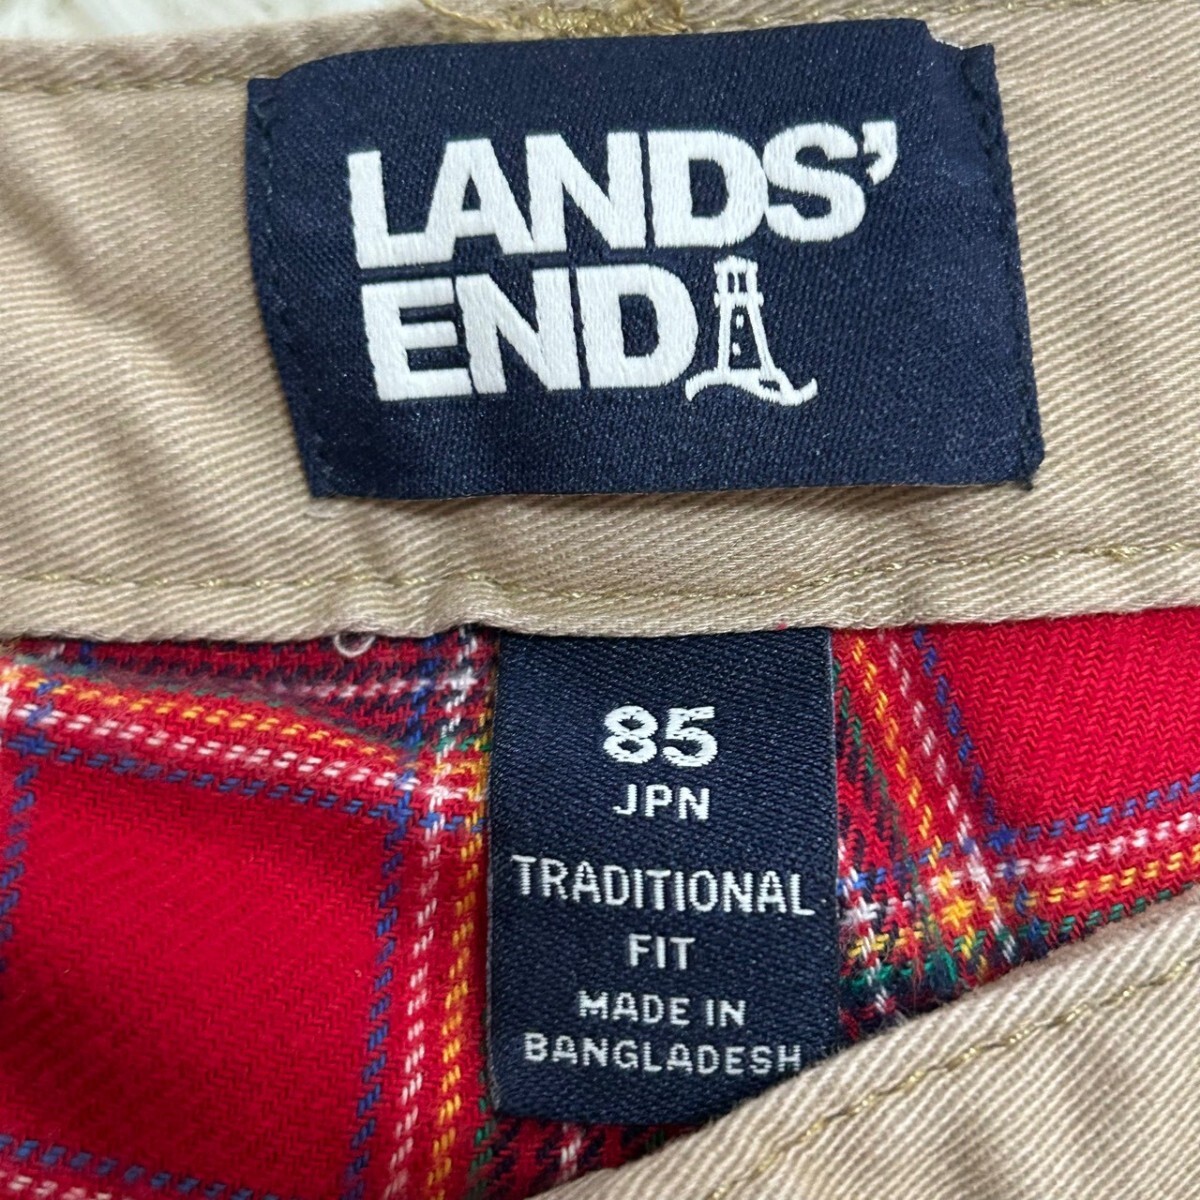 LANDS'
END
85
JPN
TRADITIONAL
FIT
MADE IN
BANGLADESH